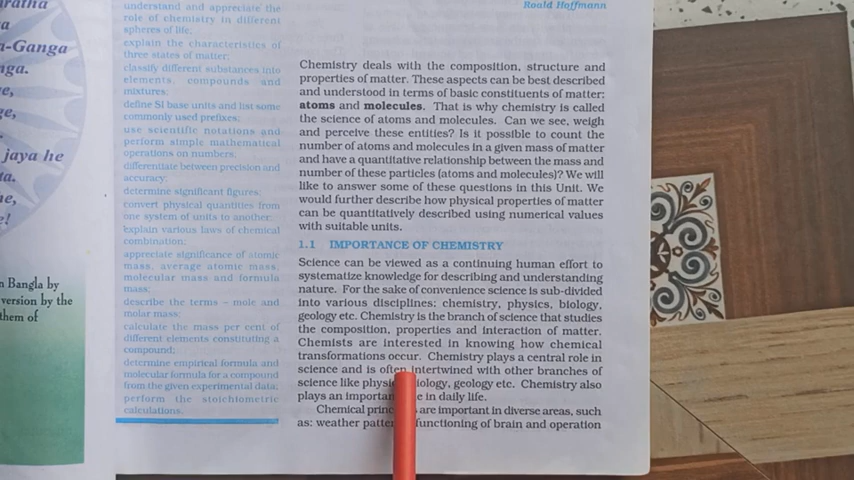 aratha
a
a-Ganga
nga.
e,
ge,
jaya he
ta.
he,
e!
n Bangla by
version by the
them of
understand and appreciate the
role of chemistry in different
spheres of life;
explain the characteristics of
three states of matter;
classify different substances into
elements, compounds and
mixtures;
define SI base units and list some
commonly used prefixes;
use scientific notations and
perform simple mathematical
operations on numbers;
differentiate between precision and
accuracy;
determine significant figures;
convert physical quantities from
one system of units to another;
explain various laws of chemical
combination;
appreciate significance of atomic
mass, average atomic mass,
molecular mass and formula
mass;
describe the terms – mole and
molar mass;
calculate the mass per cent of
different elements constituting a
compound;
determine empirical formula and
molecular formula for a compound
from the given experimental data;
perform the stoichiometric
calculations.
Roald Hoffmann
Chemistry deals with the composition, structure and
properties of matter. These aspects can be best described
and understood in terms of basic constituents of matter:
atoms and molecules. That is why chemistry is called
the science of atoms and molecules. Can we see, weigh
and perceive these entities? Is it possible to count the
number of atoms and molecules in a given mass of matter
and have a quantitative relationship between the mass and
number of these particles (atoms and molecules)? We will
like to answer some of these questions in this Unit. We
would further describe how physical properties of matter
can be quantitatively described using numerical values
with suitable units.
1.1 IMPORTANCE OF CHEMISTRY
Science can be viewed as a continuing human effort to
systematize knowledge for describing and understanding
nature. For the sake of convenience science is sub-divided
into various disciplines: chemistry, physics, biology,
geology etc. Chemistry is the branch of science that studies
the composition, properties and interaction of matter.
Chemists are interested in knowing how chemical
transformations occur. Chemistry plays a central role in
science and is often intertwined with other branches of
science like physi iology, geology etc. Chemistry also
plays an importan e in daily life.
Chemical princ s are important in diverse areas, such
as: weather patte functioning of brain and operation